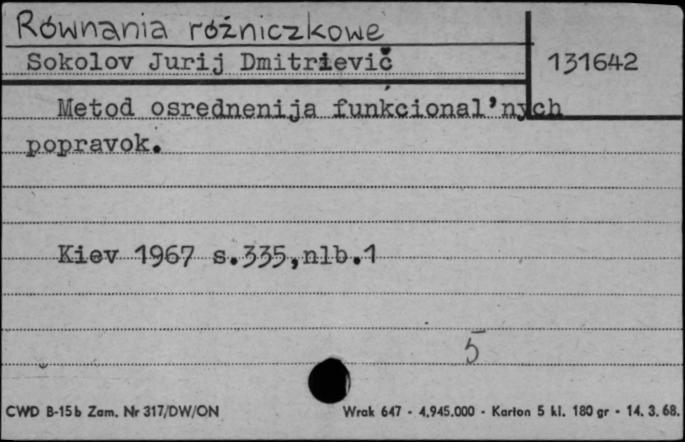 Równania różniczkowe
Sokolov Jurij Dmitrievič
131642
Metod osrednenija funkcional'nych
popravok.
Kiev 1967 s.335,nlb.1
5
CWD B-15b Zam. Nr 317/DW/ON
Wrak 647 - 4.945.000 - Karton 5 kl. 180 gr - 14. 3. 68.